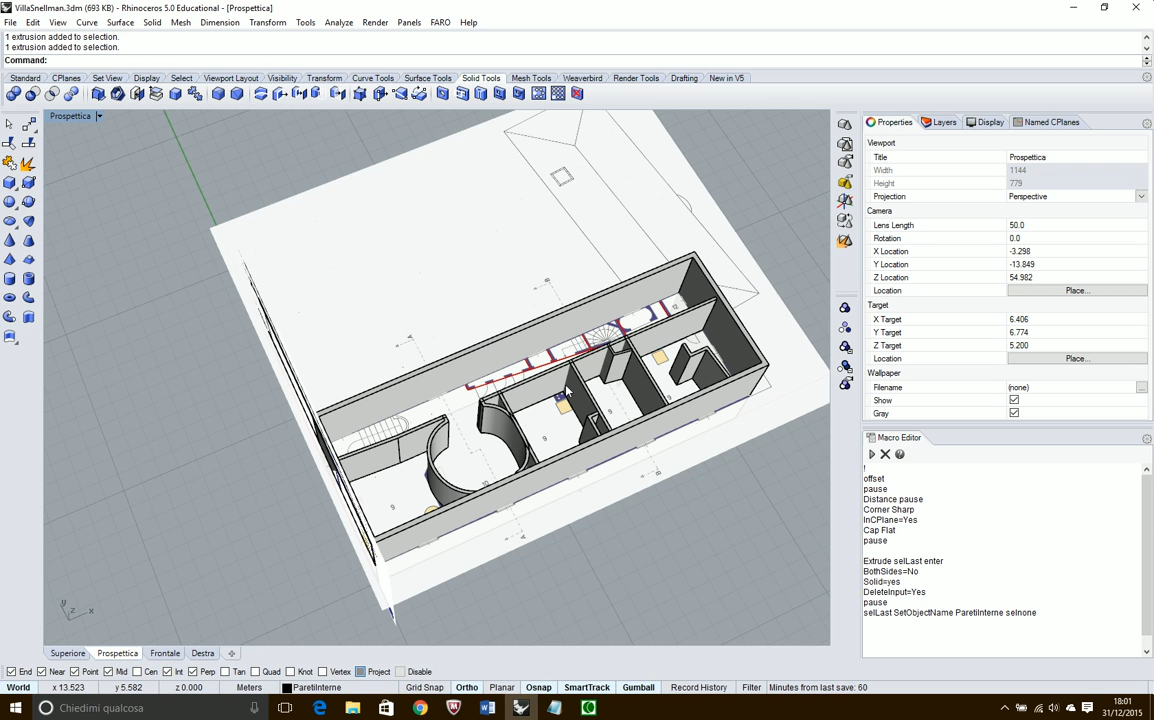 VillaSnellman.3dm (693 KB) - Rhinoceros 5.0 Educational - [Prospettica]
File Edit View Curve Surface Solid Mesh Dimension Transform Tools Analyze Render Panels FARO Help
1 extrusion added to selection.
1 extrusion added to selection.
Command:
Standard CPlanes Set View Display Select Viewport Layout Visibility Transform Curve Tools Surface Tools Solid Tools Mesh Tools Weaverbird Render Tools Drafting New in V5
Prospettica
Properties Layers Display Named CPlanes
Viewport
Title Prospettica
Width 1144
Height 779
Projection Perspective
Camera
Lens Length 50.0
Rotation 0.0
X Location -3.298
Y Location -13.849
Z Location 54.982
Location Place...
Target
X Target 6.406
Y Target 6.774
Z Target 5.200
Location Place...
Wallpaper
Filename (none) ...
Show
Gray
Macro Editor
!
offset
pause
Distance pause
Corner Sharp
InCPlane=Yes
Cap Flat
pause
Extrude selLast enter
BothSides=No
Solid=yes
DeleteInput=Yes
pause
selLast SetObjectName ParetiInterne selnone
B
A
12
9
9
9
9
10
B
A
y
z x
Superiore Prospettica Frontale Destra
End Near Point Mid Cen Int Perp Tan Quad Knot Vertex Project Disable
World x 13.523 y 5.582 z 0.000 Meters ParetiInterne Grid Snap Ortho Planar Osnap SmartTrack Gumball Record History Filter Minutes from last save: 60
Chiedimi qualcosa
18:01
31/12/2015